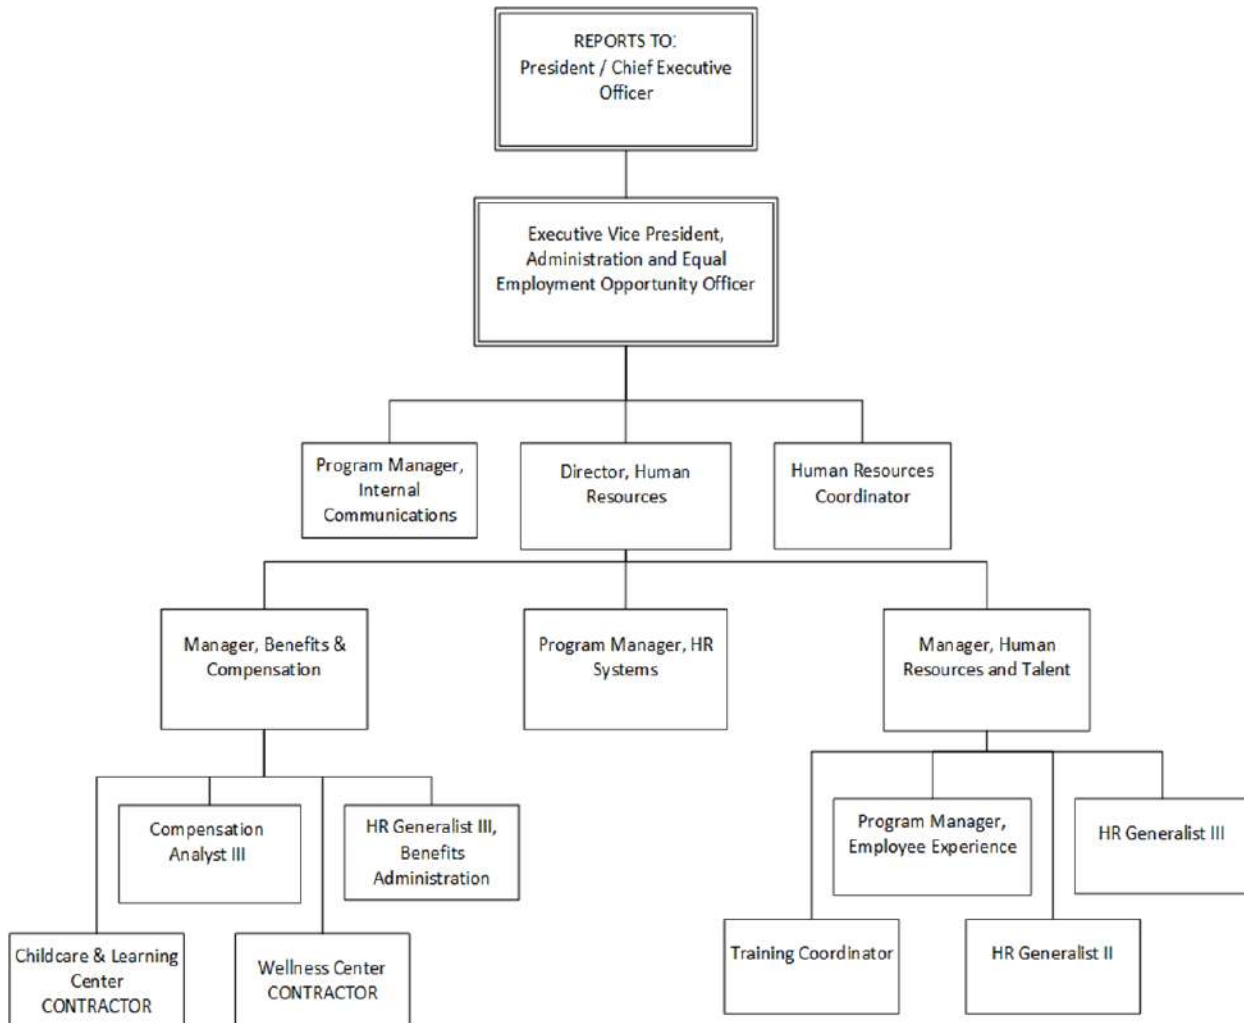 REPORTS TO:
President / Chief Executive
Officer
Executive Vice President,
Administration and Equal
Employment Opportunity Officer
Program Manager,
Internal
Communications
Director, Human
Resources
Human Resources
Coordinator
Manager, Benefits &
Compensation
Program Manager, HR
Systems
Manager, Human
Resources and Talent
Compensation
Analyst III
HR Generalist III,
Benefits
Administration
Program Manager,
Employee Experience
HR Generalist III
Childcare & Learning
Center
CONTRACTOR
Wellness Center
CONTRACTOR
Training Coordinator
HR Generalist II